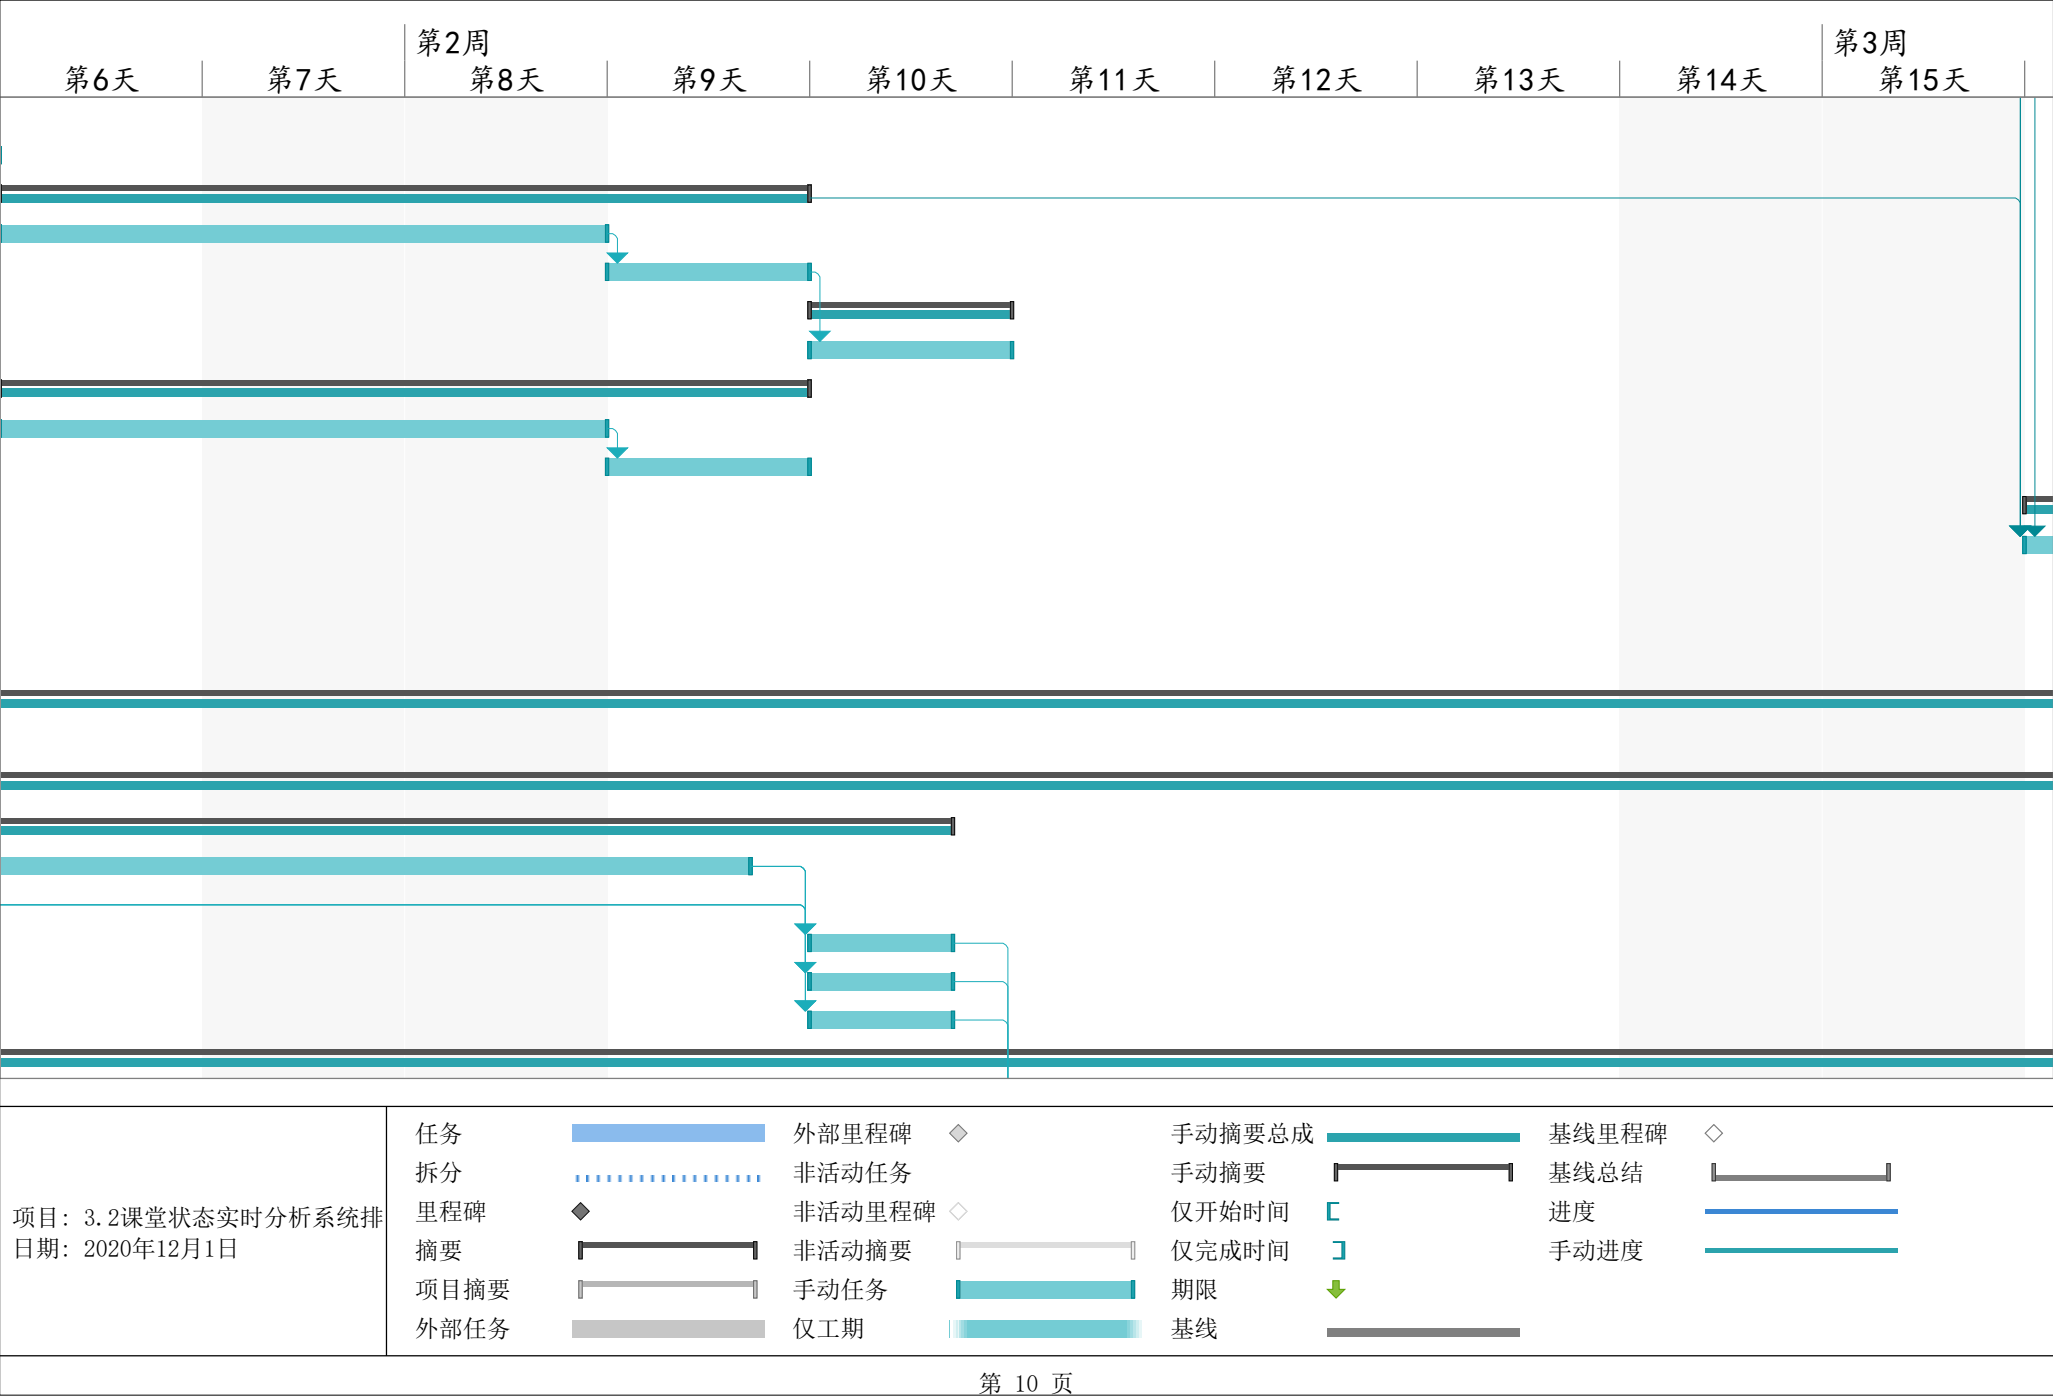 第2周
第3周
第6天
第7天
第8天
第9天
第10天
第11天
第12天
第13天
第14天
第15天
项目: 3.2课堂状态实时分析系统排
日期: 2020年12月1日
任务
拆分
里程碑
摘要
项目摘要
外部任务
外部里程碑
非活动任务
非活动里程碑
非活动摘要
手动任务
仅工期
手动摘要总成
手动摘要
仅开始时间
仅完成时间
期限
基线
基线里程碑
基线总结
进度
手动进度
第 10 页